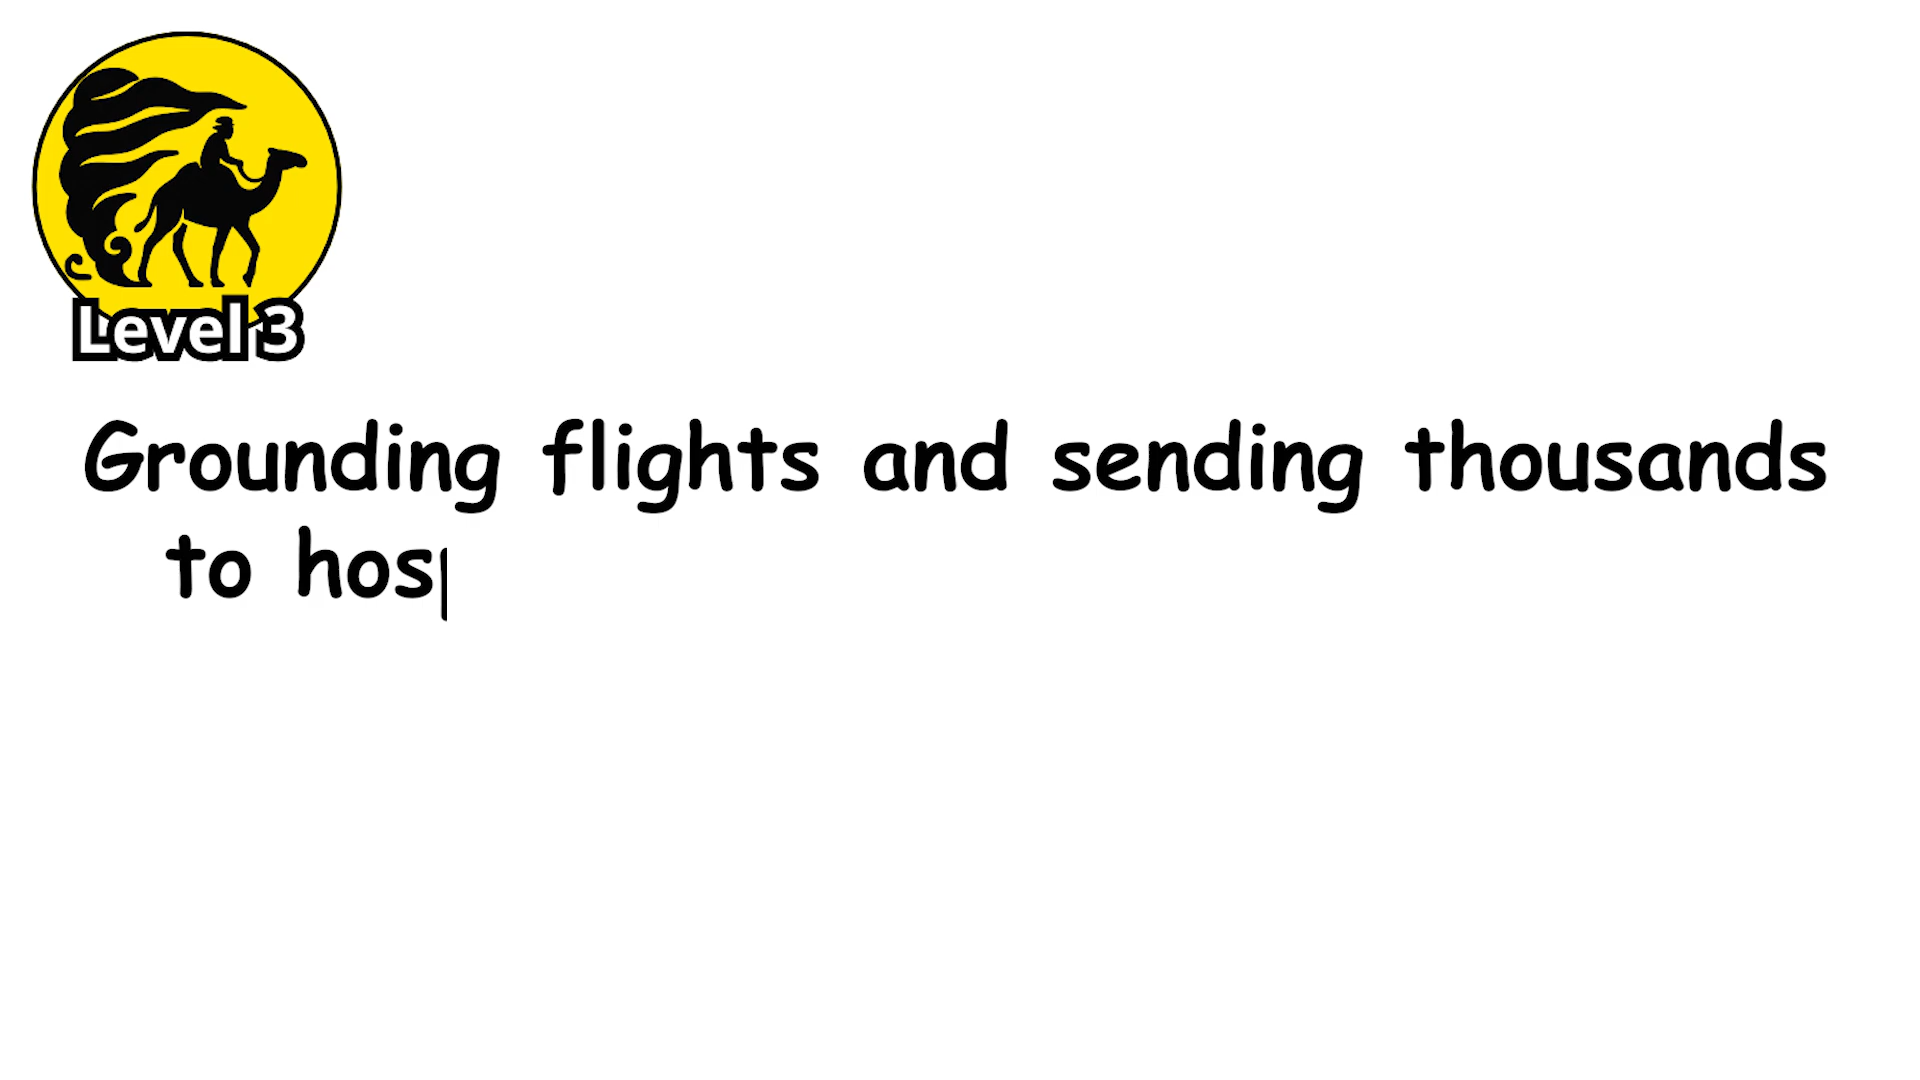 Level 3
Grounding flights and sending thousands
to hos